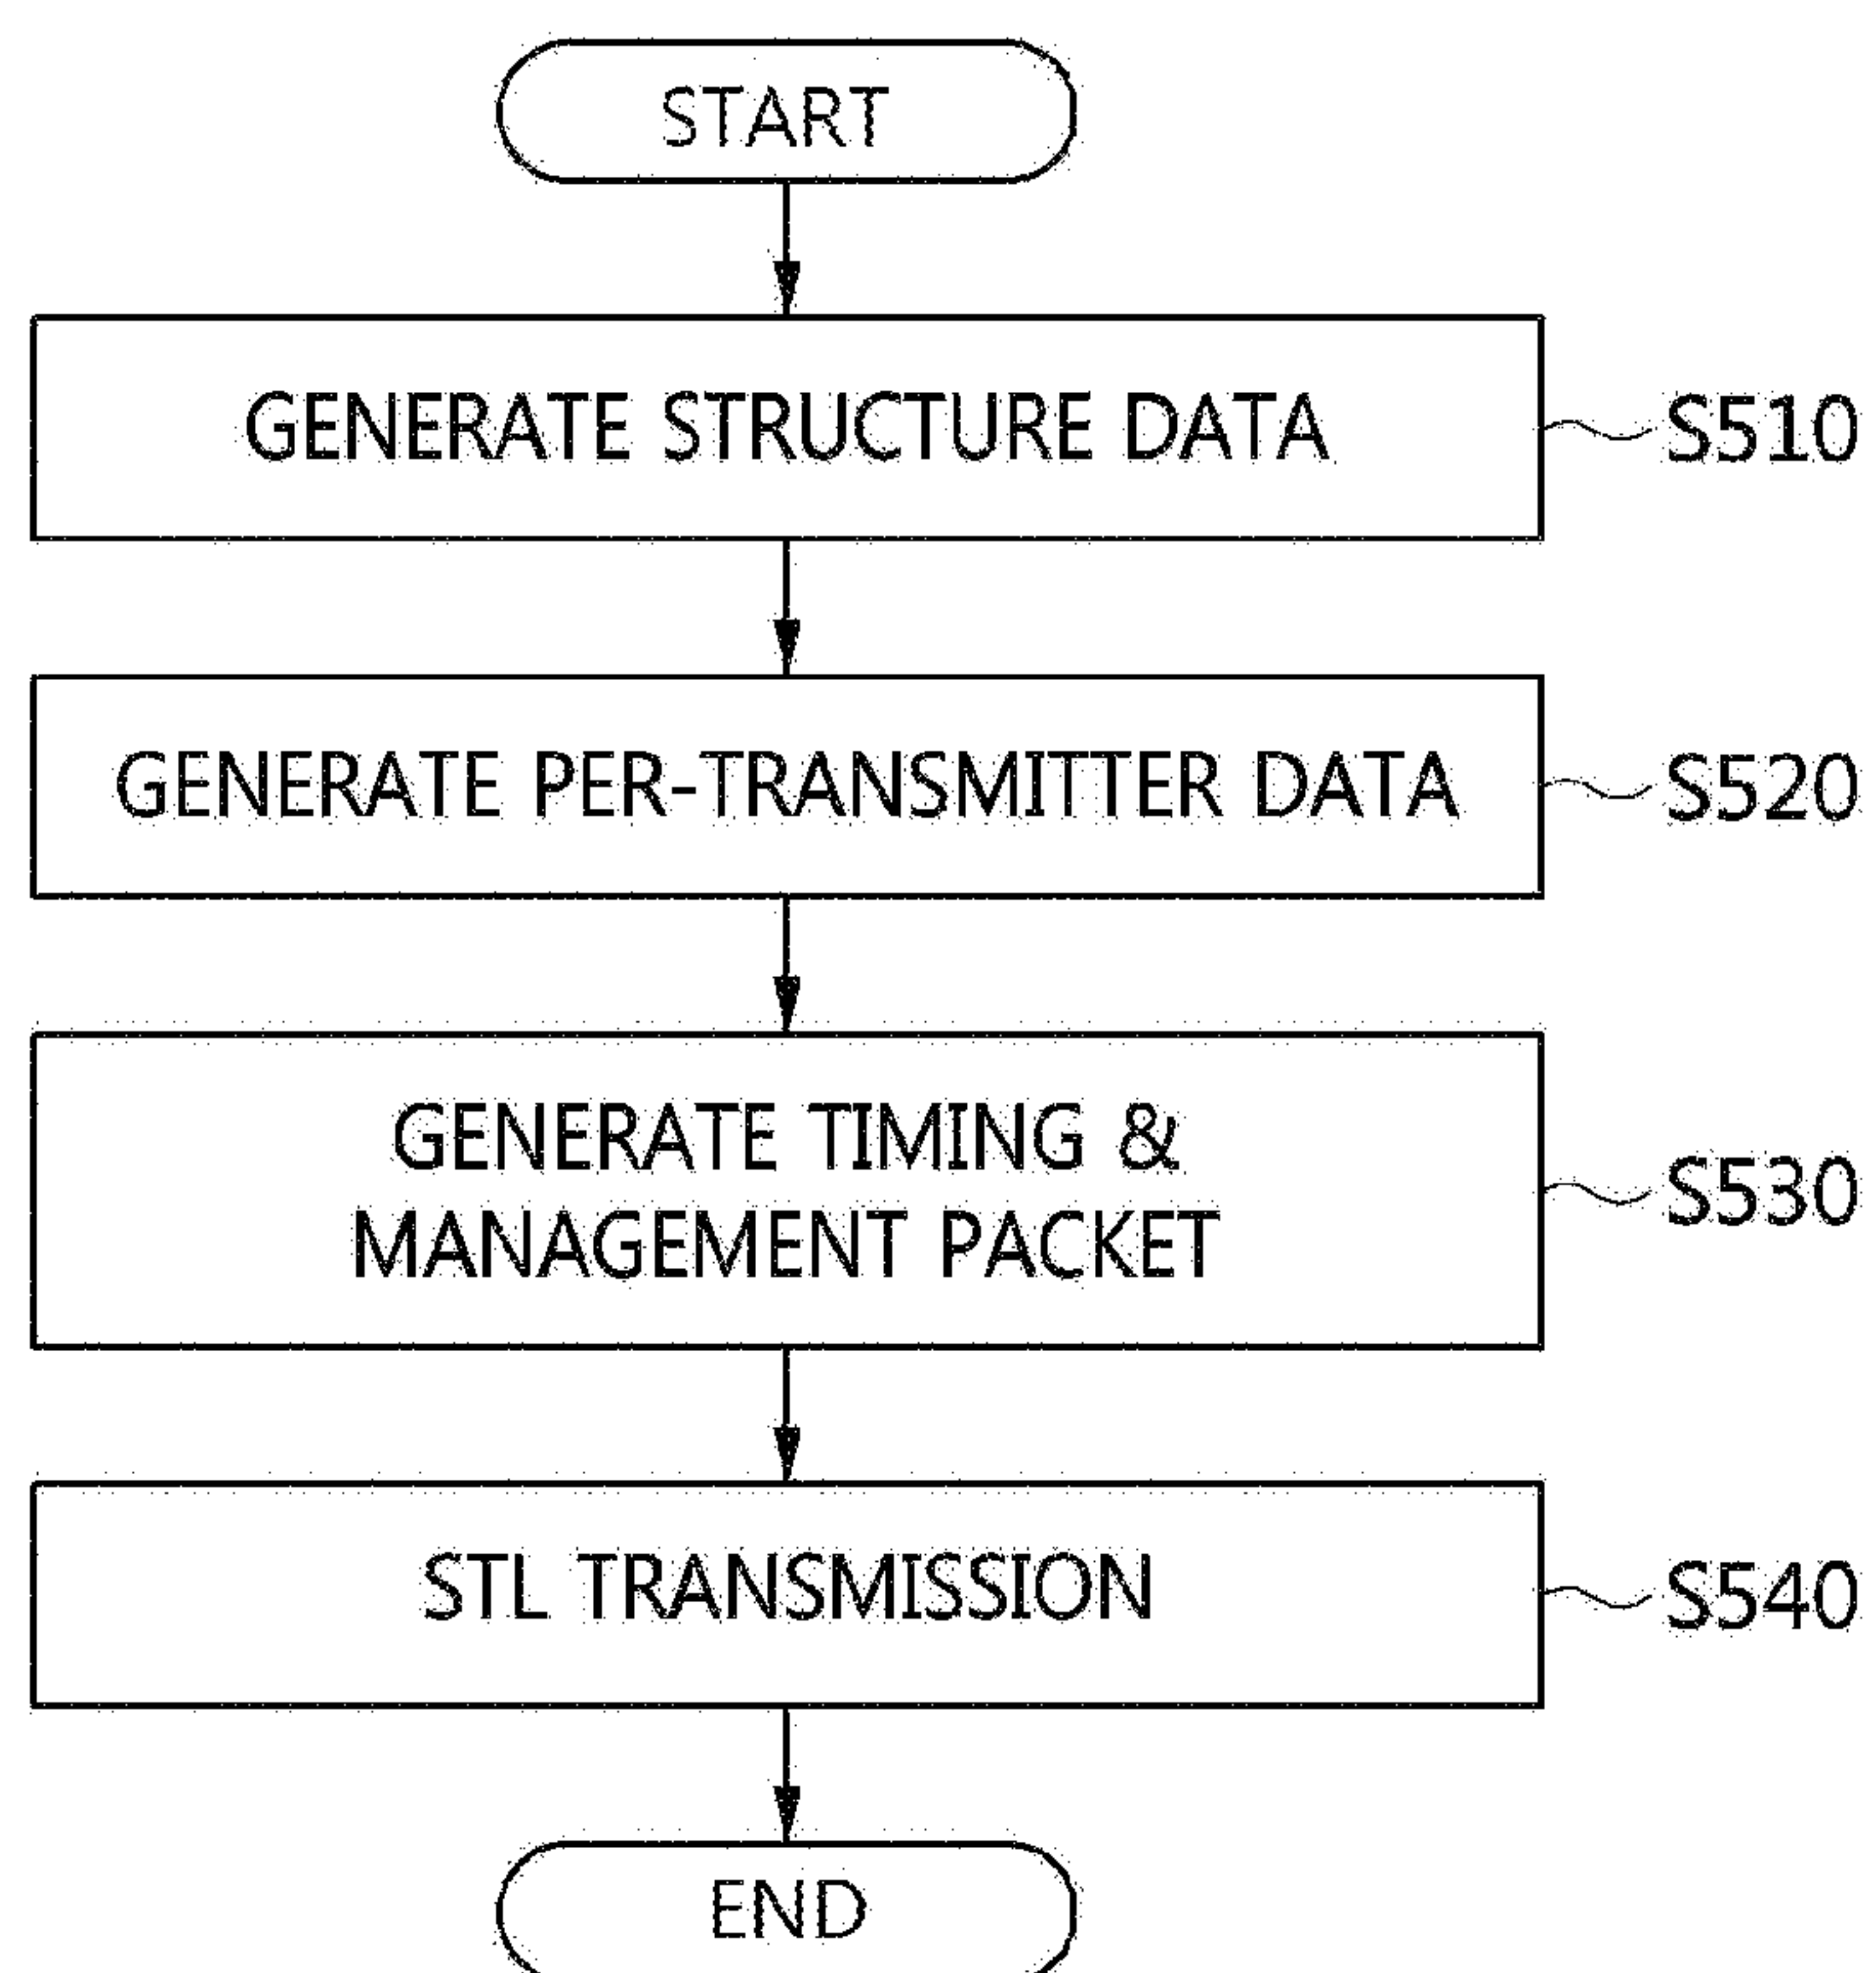 START
GENERATE STRUCTURE DATA
S510
GENERATE PER-TRANSMITTER DATA
S520
GENERATE TIMING &
MANAGEMENT PACKET
S530
STL TRANSMISSION
S540
END